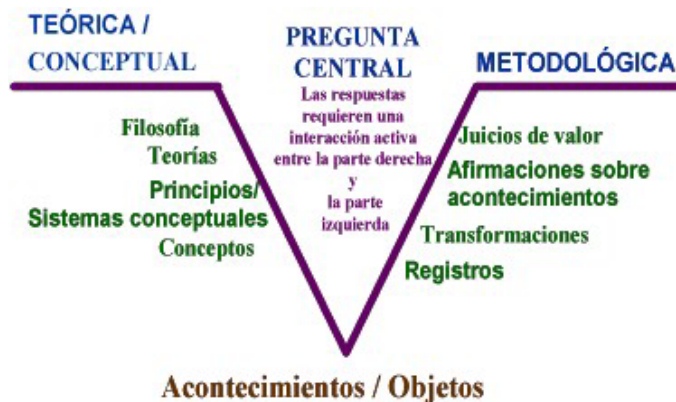 TEÓRICA /
CONCEPTUAL
Filosofía
Teorías
Principios/
Sistemas conceptuales
Conceptos
PREGUNTA
CENTRAL
Las respuestas
requieren una
interacción activa
entre la parte derecha
y
la parte
izquierda
METODOLÓGICA
Juicios de valor
Afirmaciones sobre
acontecimientos
Transformaciones
Registros
Acontecimientos / Objetos